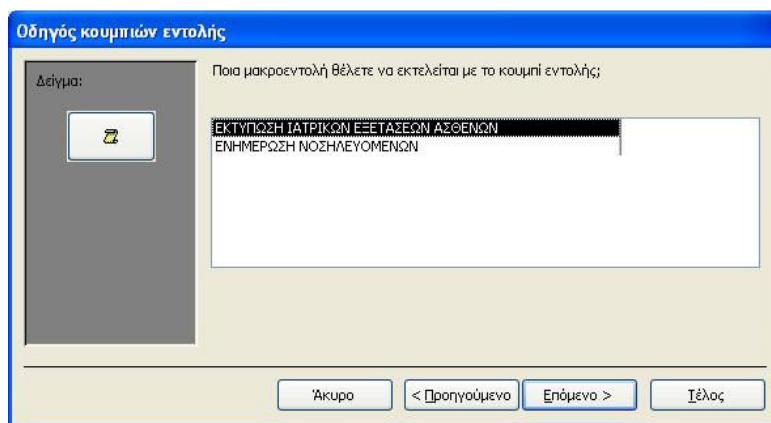 Οδηγός κουμπιών εντολής
Δείγμα:
Ποια μακροεντολή θέλετε να εκτελείται με το κουμπί εντολής;
ΕΚΤΥΠΩΣΗ ΙΑΤΡΙΚΩΝ ΕΞΕΤΑΣΕΩΝ ΑΣΘΕΝΩΝ
ΕΝΗΜΕΡΩΣΗ ΝΟΣΗΛΕΥΟΜΕΝΩΝ
Άκυρο
< Προηγούμενο
Επόμενο >
Τέλος